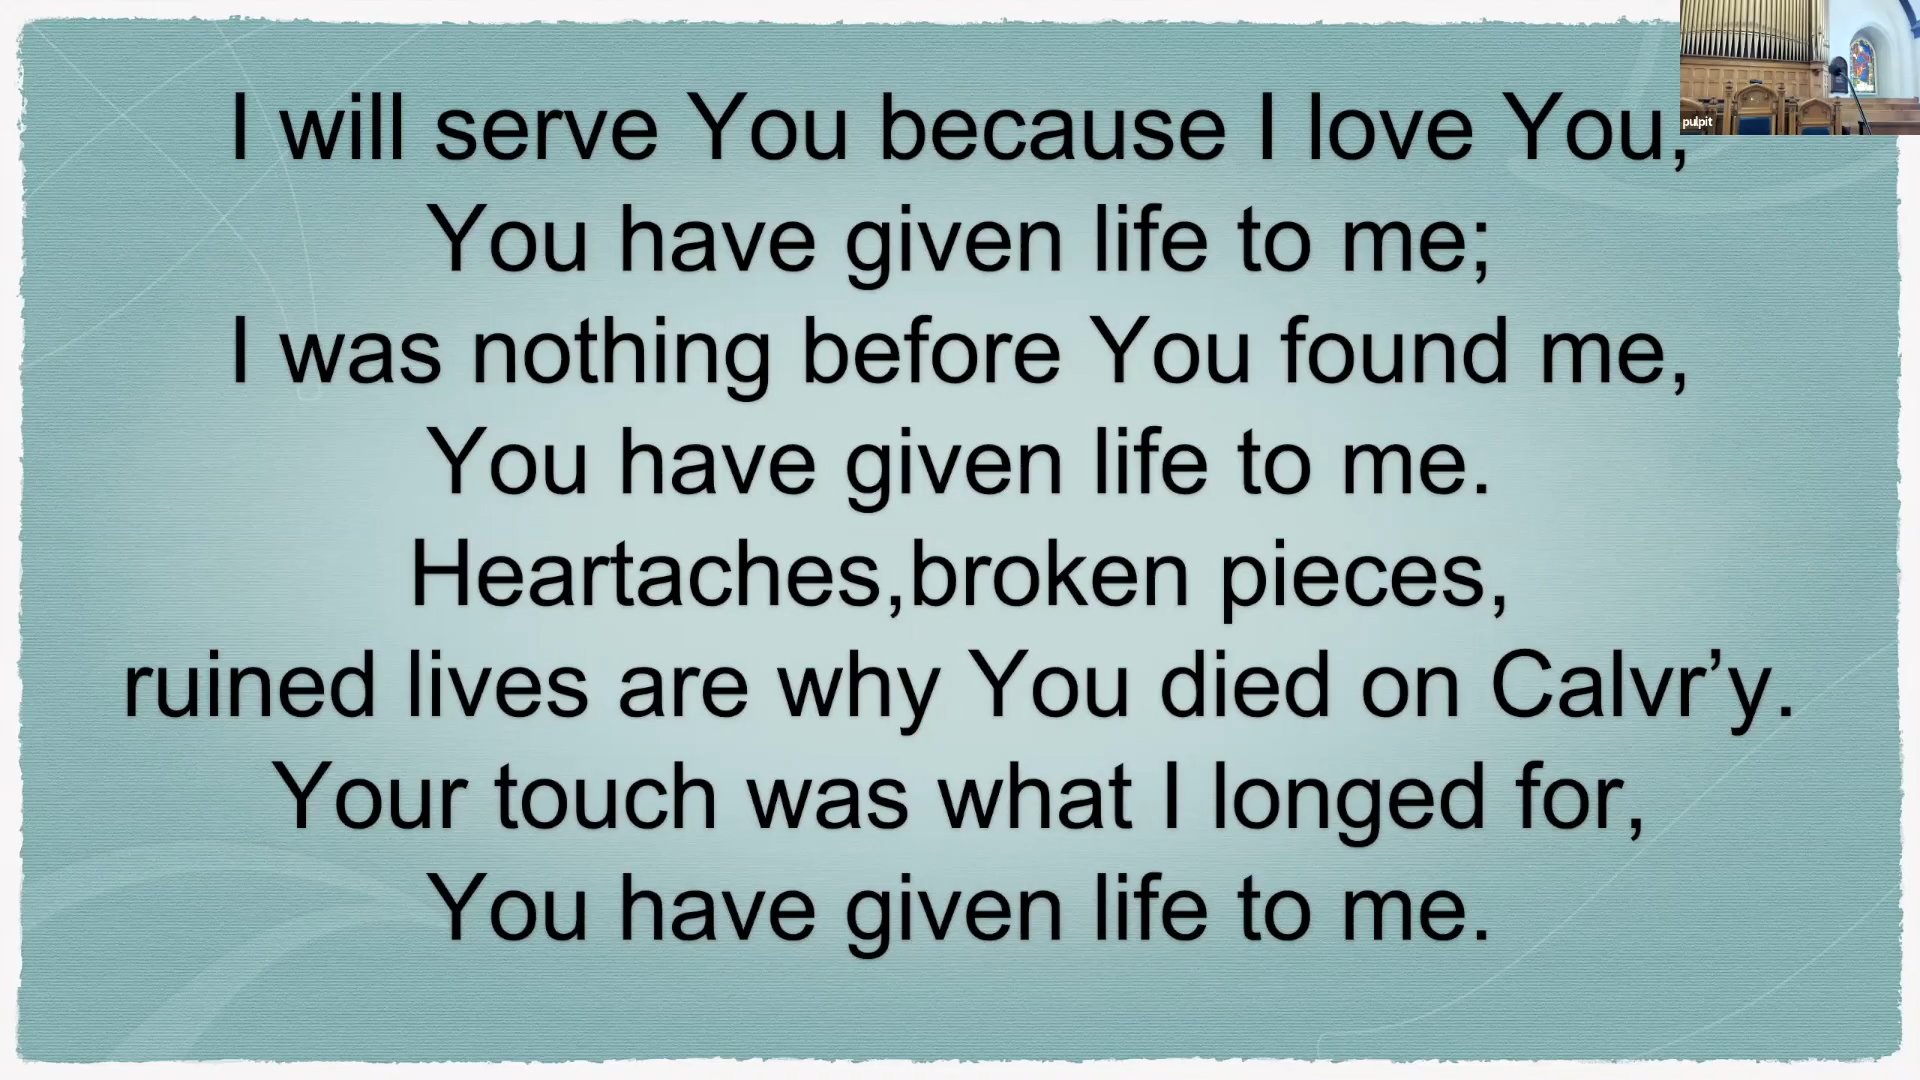 I will serve You because I love You,
You have given life to me;
I was nothing before You found me,
You have given life to me.
Heartaches,broken pieces,
ruined lives are why You died on Calvr’y.
Your touch was what I longed for,
You have given life to me.
pulpit